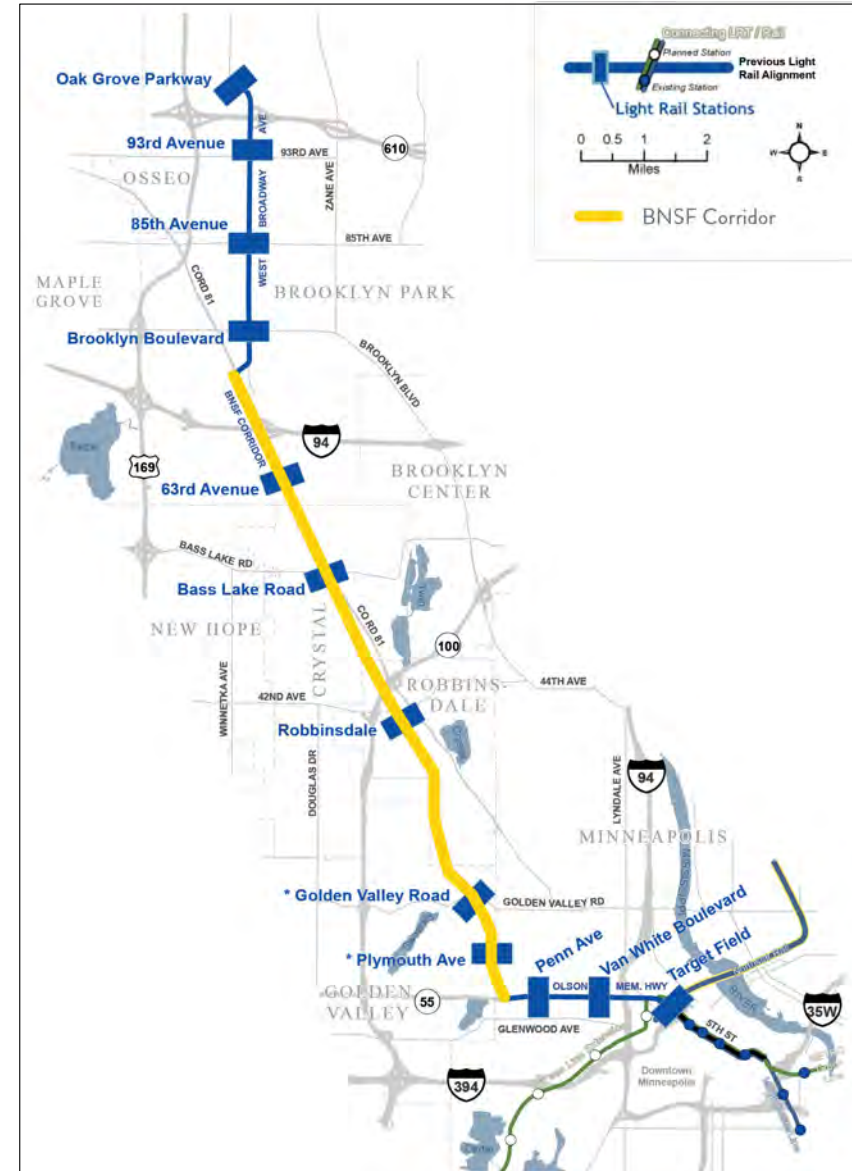 Connecting LRT / Rail
Planned Station
Previous Light
Rail Alignment
Existing Station
Light Rail Stations
0 0.5 1 2
Miles
N
W E
S
BNSF Corridor
Oak Grove Parkway
AVE
93rd Avenue
93RD AVE
610
OSSEO
BROADWAY
ZANE AVE
85th Avenue
85TH AVE
WEST
CORD 81
MAPLE
GROVE
BROOKLYN PARK
Brooklyn Boulevard
BROOKLYN BLVD
BNSF CORRIDOR
94
169
BROOKLYN
CENTER
63rd Avenue
BASS LAKE RD
Bass Lake Road
Twin
NEW HOPE
CRYSTAL
CO RD 81
100
WINNETKA AVE
42ND AVE
ROBBINS-
DALE
44TH AVE
Robbinsdale
DOUGLAS DR
LYNDALE AVE
94
MINNEAPOLIS
MISSISSIPPI
* Golden Valley Road
GOLDEN VALLEY RD
* Plymouth Ave
Penn Ave
Van White Boulevard
Target Field
OLSON
MEM. HWY
GOLDEN
VALLEY
55
GLENWOOD AVE
RIVER
35W
5TH ST
394
Downtown
Minneapolis